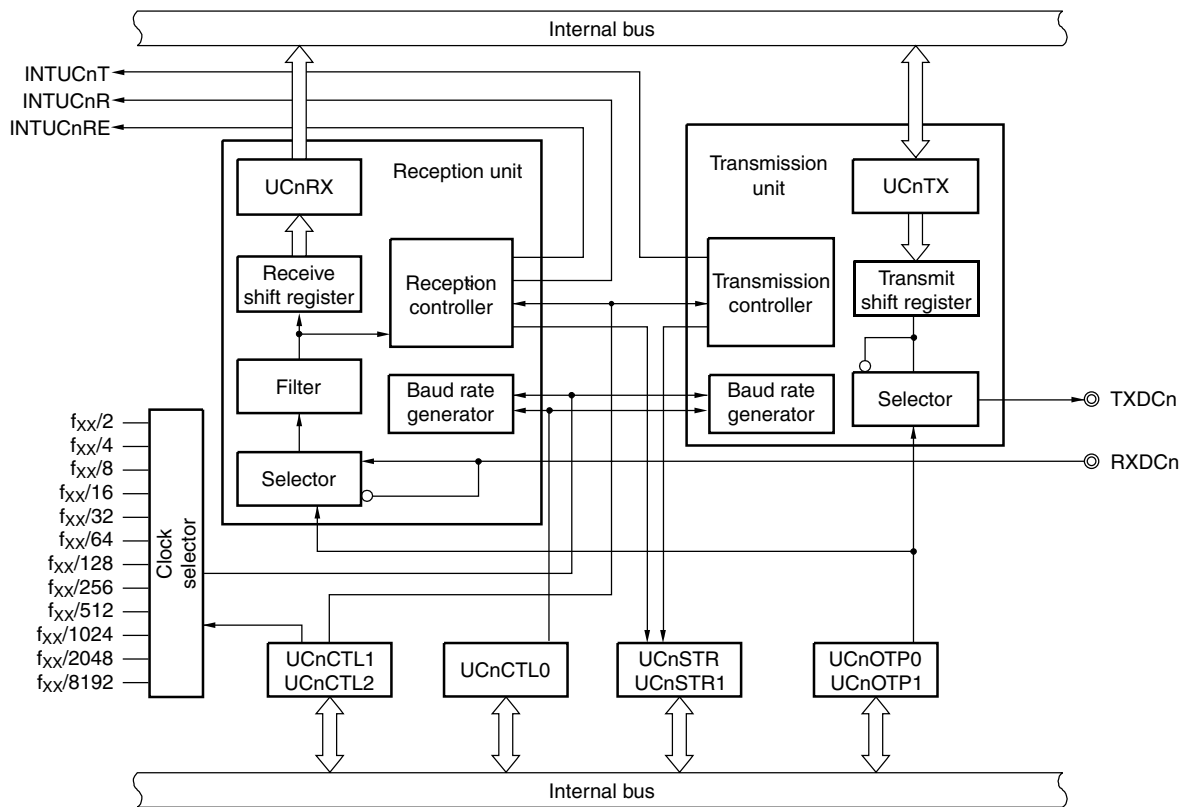 Internal bus
INTUCnT
INTUCnR
INTUCnRE
Reception unit
UCnRX
Receive
shift register
Reception
controller
Filter
Baud rate
generator
Selector
Transmission
unit
UCnTX
Transmission
controller
Transmit
shift register
Baud rate
generator
Selector
TXDCn
RXDCn
fXX/2
fXX/4
fXX/8
fXX/16
fXX/32
fXX/64
fXX/128
fXX/256
fXX/512
fXX/1024
fXX/2048
fXX/8192
Clock
selector
UCnCTL1
UCnCTL2
UCnCTL0
UCnSTR
UCnSTR1
UCnOTP0
UCnOTP1
Internal bus